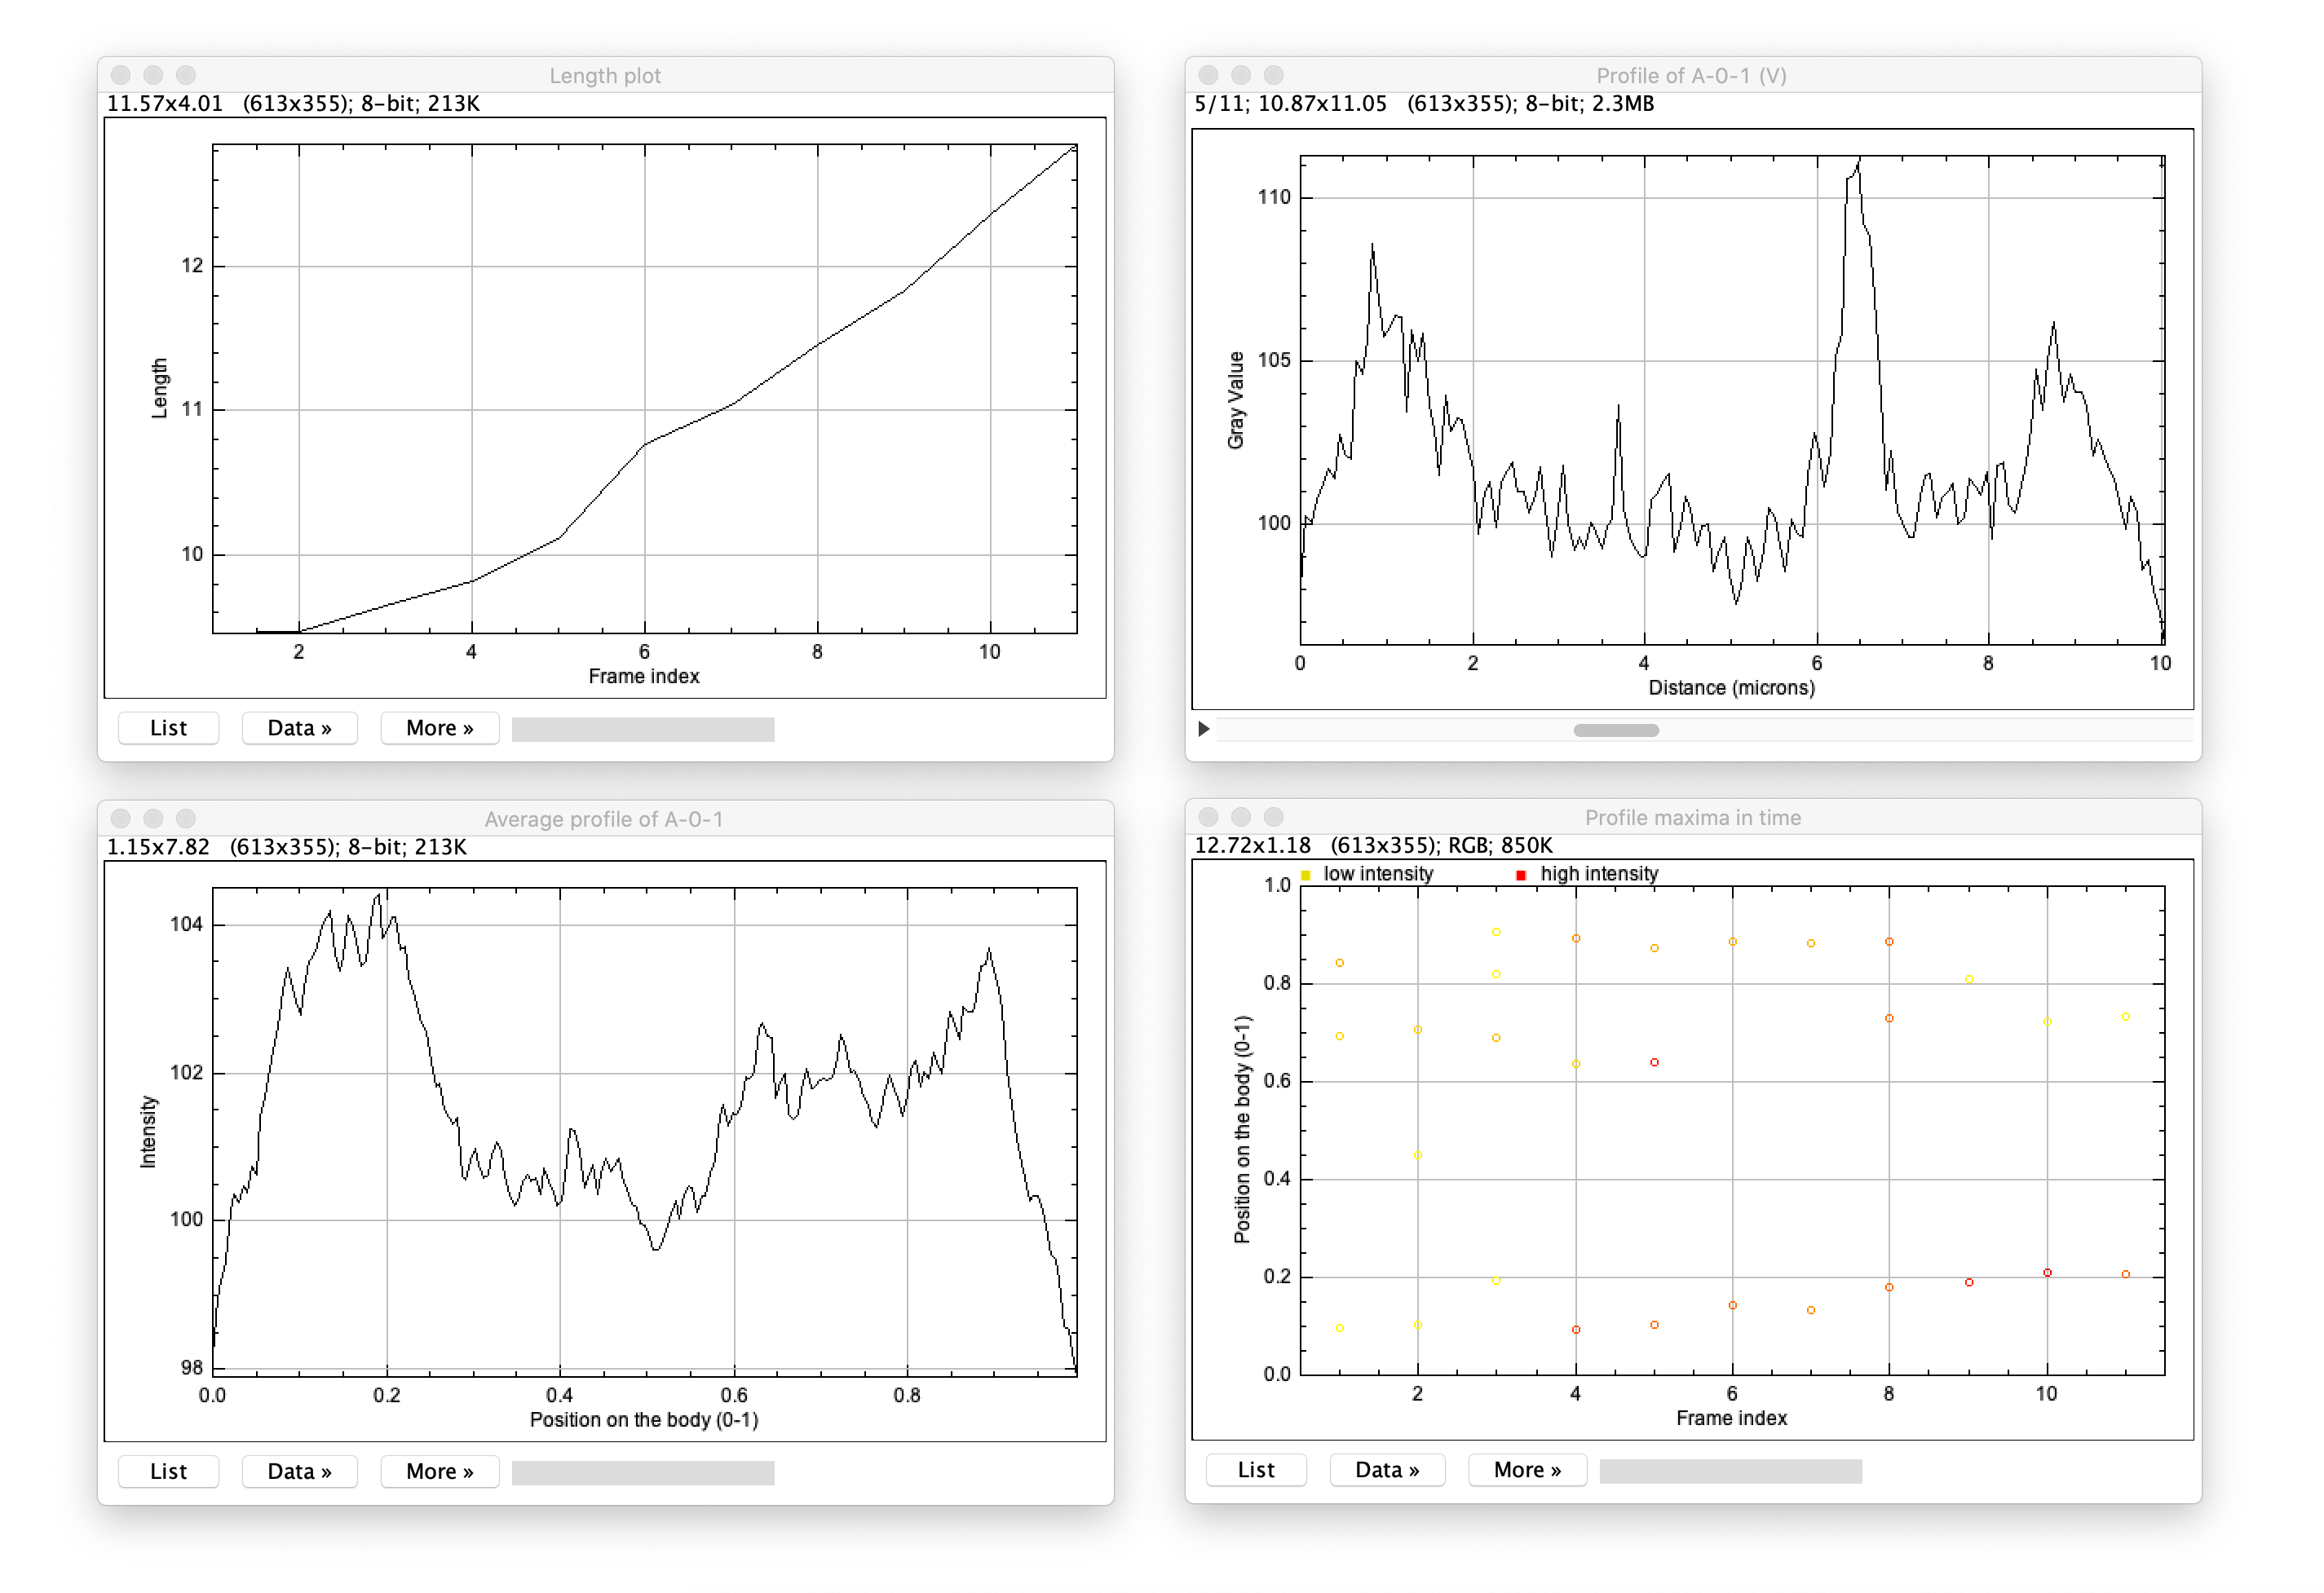 Length plot
11.57x4.01 (613x355); 8-bit; 213K
12
11
10
Length
2 4 6 8 10
Frame index
List Data » More »
Profile of A-0-1 (V)
5/11; 10.87x11.05 (613x355); 8-bit; 2.3MB
110
105
100
Gray Value
0 2 4 6 8 10
Distance (microns)
Average profile of A-0-1
1.15x7.82 (613x355); 8-bit; 213K
104
102
100
98
Intensity
0.0 0.2 0.4 0.6 0.8
Position on the body (0-1)
List Data » More »
Profile maxima in time
12.72x1.18 (613x355); RGB; 850K
low intensity high intensity
1.0
0.8
0.6
0.4
0.2
0.0
Position on the body (0-1)
2 4 6 8 10
Frame index
List Data » More »